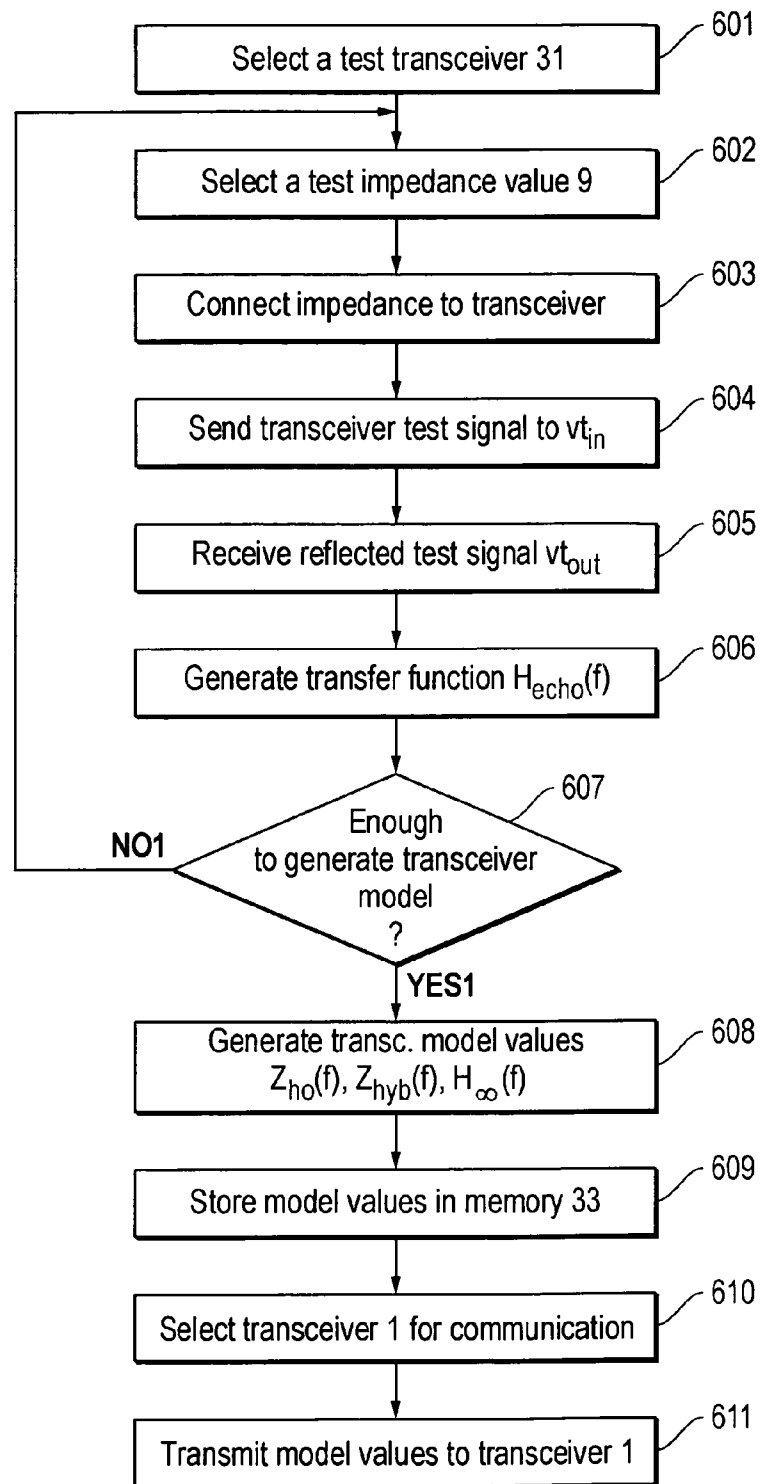 601
Select a test transceiver 31
602
Select a test impedance value 9
603
Connect impedance to transceiver
604
Send transceiver test signal to vt_in
605
Receive reflected test signal vt_out
606
Generate transfer function H_echo(f)
607
Enough
to generate transceiver
model
?
NO1
YES1
608
Generate transc. model values
Z_ho(f), Z_hyb(f), H_∞(f)
609
Store model values in memory 33
610
Select transceiver 1 for communication
611
Transmit model values to transceiver 1